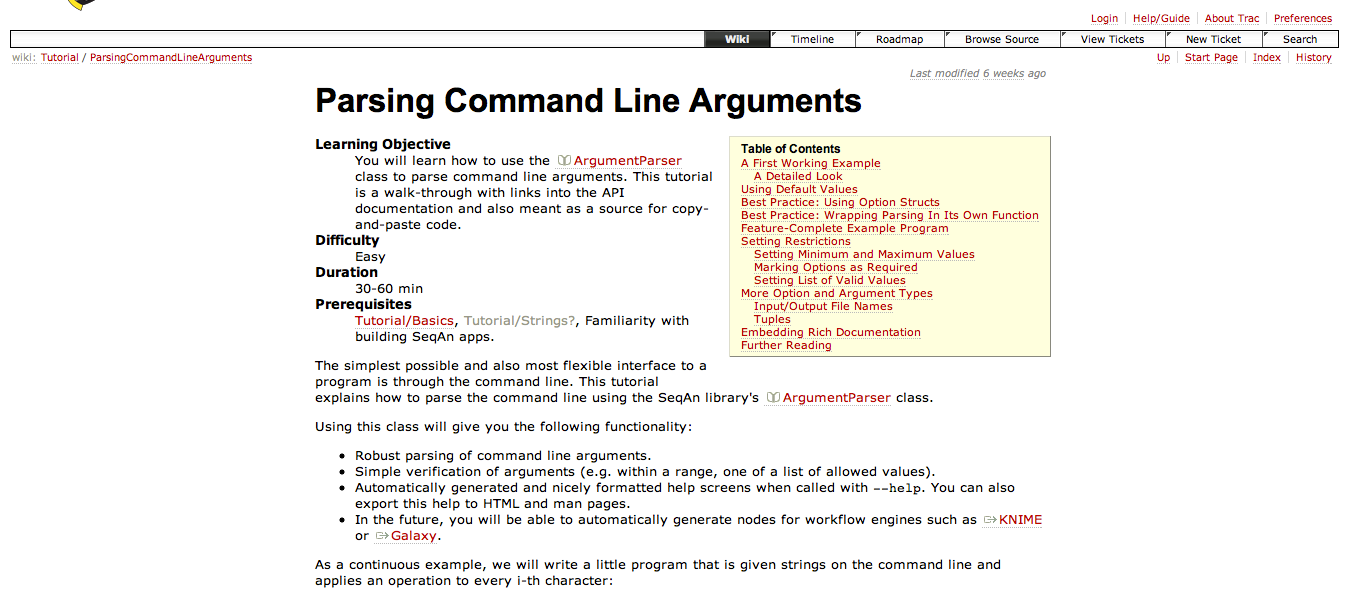 Login Help/Guide About Trac Preferences
Wiki Timeline Roadmap Browse Source View Tickets New Ticket Search
wiki: Tutorial / ParsingCommandLineArguments
Up Start Page Index History
Last modified 6 weeks ago
Parsing Command Line Arguments
Learning Objective
You will learn how to use the ArgumentParser
class to parse command line arguments. This tutorial
is a walk-through with links into the API
documentation and also meant as a source for copy-
and-paste code.
Difficulty
Easy
Duration
30-60 min
Prerequisites
Tutorial/Basics, Tutorial/Strings?, Familiarity with
building SeqAn apps.
Table of Contents
A First Working Example
A Detailed Look
Using Default Values
Best Practice: Using Option Structs
Best Practice: Wrapping Parsing In Its Own Function
Feature-Complete Example Program
Setting Restrictions
Setting Minimum and Maximum Values
Marking Options as Required
Setting List of Valid Values
More Option and Argument Types
Input/Output File Names
Tuples
Embedding Rich Documentation
Further Reading
The simplest possible and also most flexible interface to a
program is through the command line. This tutorial
explains how to parse the command line using the SeqAn library's ArgumentParser class.
Using this class will give you the following functionality:
• Robust parsing of command line arguments.
• Simple verification of arguments (e.g. within a range, one of a list of allowed values).
• Automatically generated and nicely formatted help screens when called with --help. You can also
export this help to HTML and man pages.
• In the future, you will be able to automatically generate nodes for workflow engines such as KNIME
or Galaxy.
As a continuous example, we will write a little program that is given strings on the command line and
applies an operation to every i-th character: